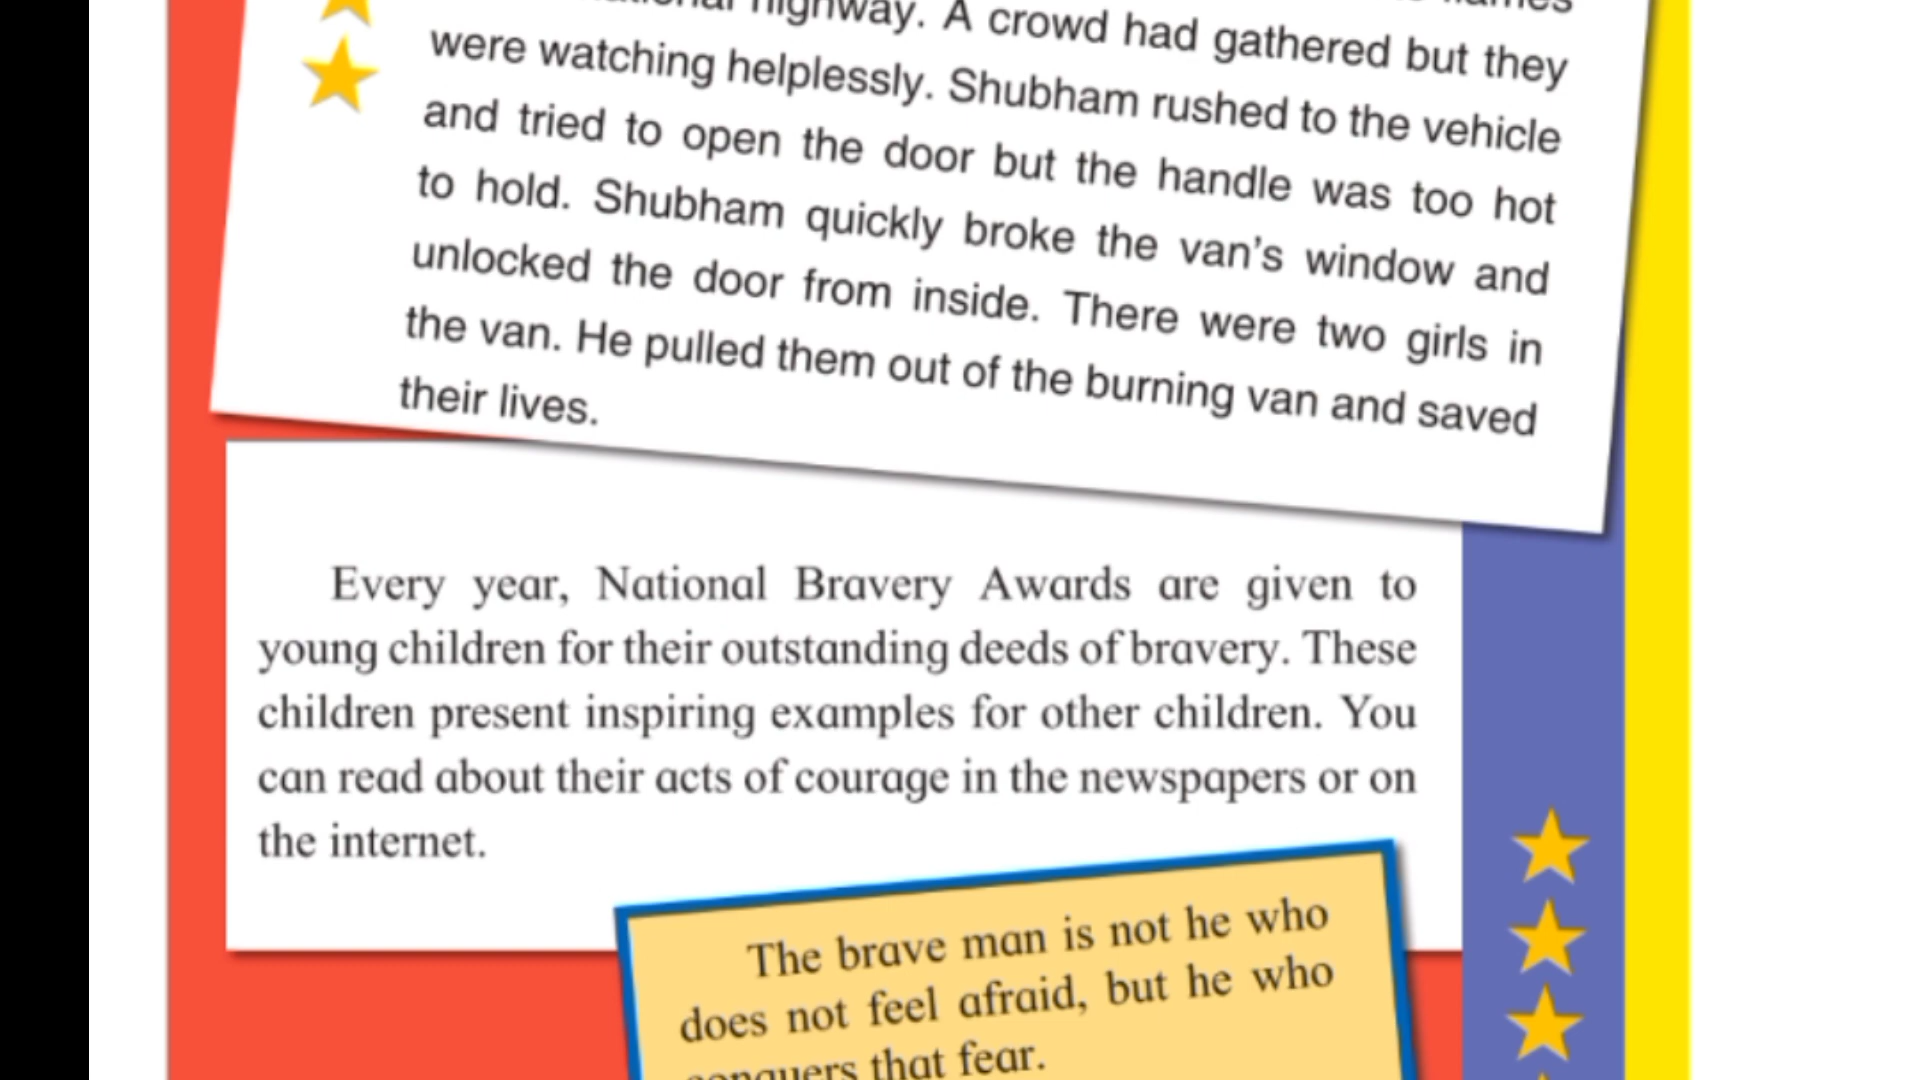 national highway. A crowd had gathered but they
were watching helplessly. Shubham rushed to the vehicle
and tried to open the door but the handle was too hot
to hold. Shubham quickly broke the van's window and
unlocked the door from inside. There were two girls in
the van. He pulled them out of the burning van and saved
their lives.
Every year, National Bravery Awards are given to
young children for their outstanding deeds of bravery. These
children present inspiring examples for other children. You
can read about their acts of courage in the newspapers or on
the internet.
The brave man is not he who
does not feel afraid, but he who
conquers that fear.